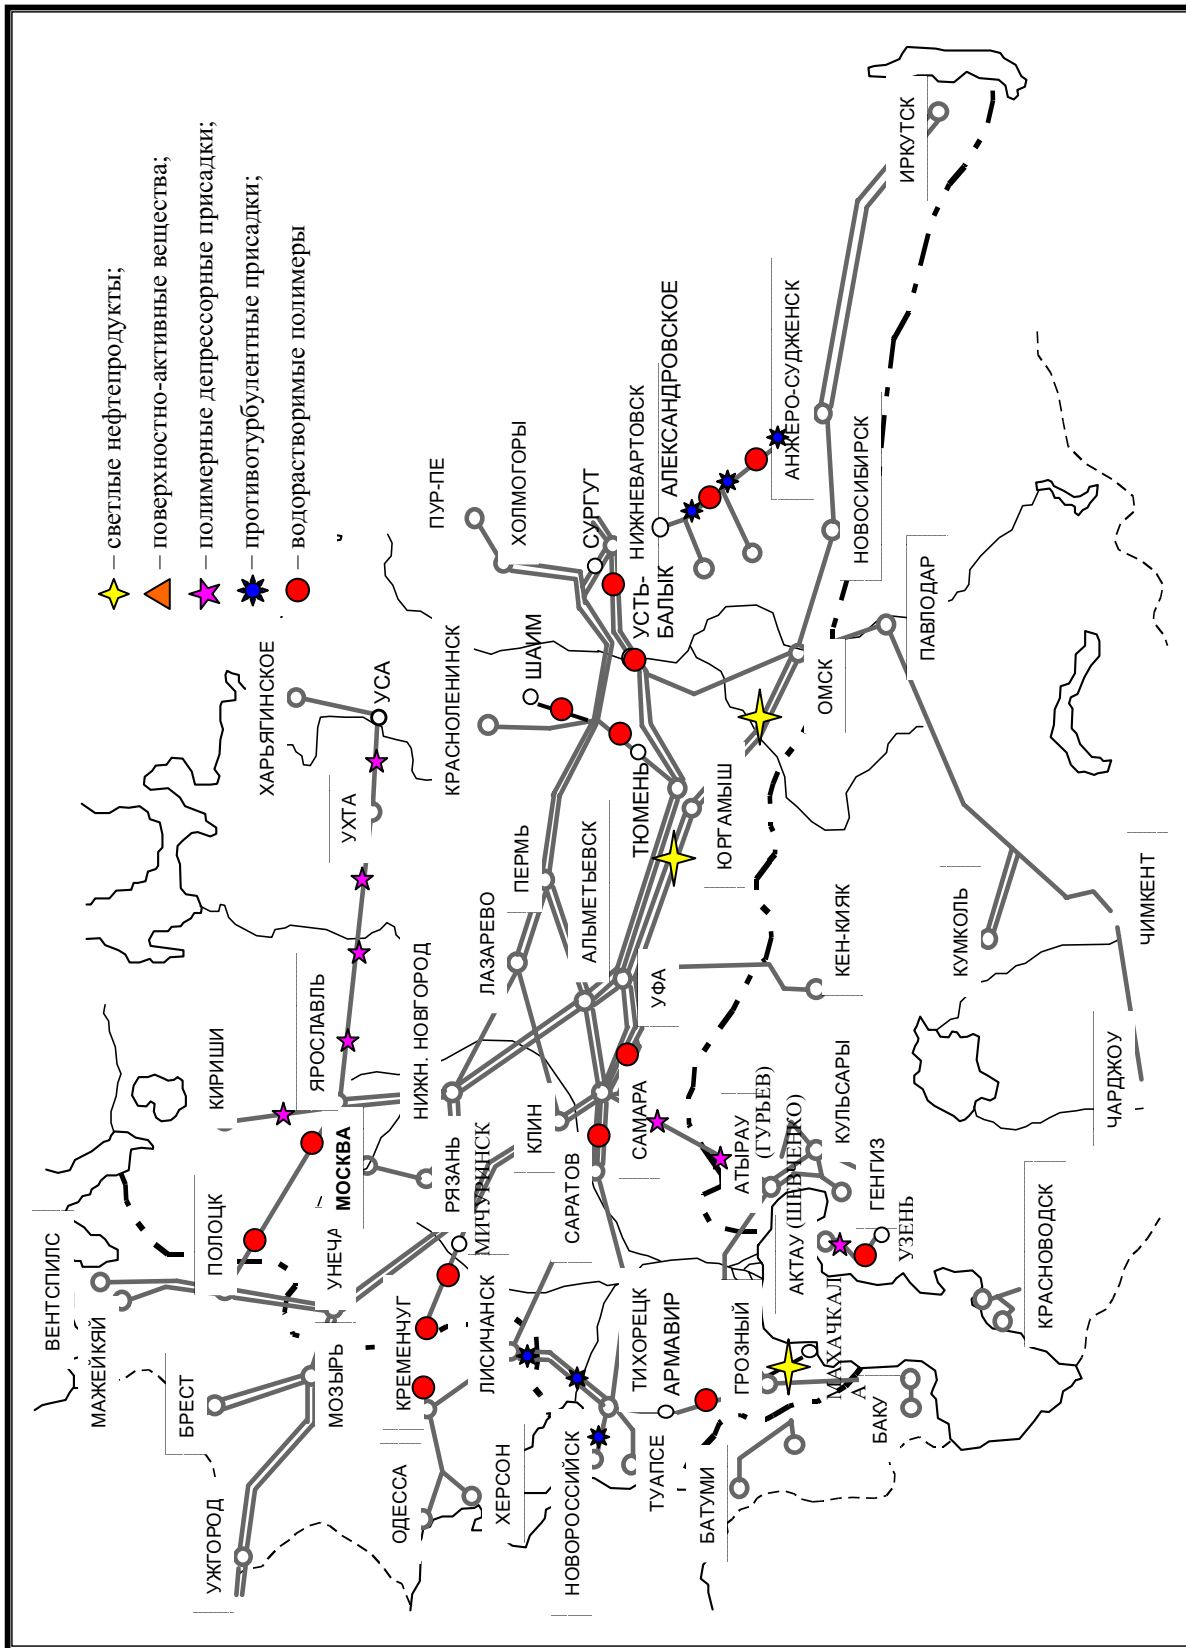 – светлые нефтепродукты;
– поверхностно-активные вещества;
– полимерные депрессорные присадки;
– противотурбулентные присадки;
– водорастворимые полимеры
ВЕНТСПИЛС
МАЖЕЙКЯЙ
БРЕСТ
УЖГОРОД
ПОЛОЦК
КИРИШИ
ХАРЬЯГИНСКОЕ
УСА
УХТА
ЯРОСЛАВЛЬ
МОСКВА
УНЕЧА
МОЗЫРЬ
КРЕМЕНЧУГ
ОДЕССА
НИЖН. НОВГОРОД
РЯЗАНЬ
МИЧУРИНСК
ЛИСИЧАНСК
ХЕРСОН
ПУР-ПЕ
КРАСНОЛЕНИНСК
ХОЛМОГОРЫ
ШАИМ
ПЕРМЬ
ЛАЗАРЕВО
КЛИН
САРАТОВ
НОВОРОССИЙСК
СУРГУТ
АЛЬМЕТЬЕВСК
НИЖНЕВАРТОВСК
УСТЬ-
БАЛЫК
ТЮМЕНЬ
УФА
САМАРА
ТИХОРЕЦК
АРМАВИР
ТУАПСЕ
АЛЕКСАНДРОВСКОЕ
ЮРГАМЫШ
АТЫРАУ
(ГУРЬЕВ)
ГРОЗНЫЙ
БАТУМИ
АНЖЕРО-СУДЖЕНСК
ОМСК
КЕН-КИЯК
КУЛЬСАРЫ
АКТАУ (ШЕВЧЕНКО)
МАХАЧКАЛ
А
БАКУ
НОВОСИБИРСК
ГЕНГИЗ
УЗЕНЬ
ИРКУТСК
ПАВЛОДАР
КУМКОЛЬ
КРАСНОВОДСК
ЧИМКЕНТ
ЧАРДЖОУ